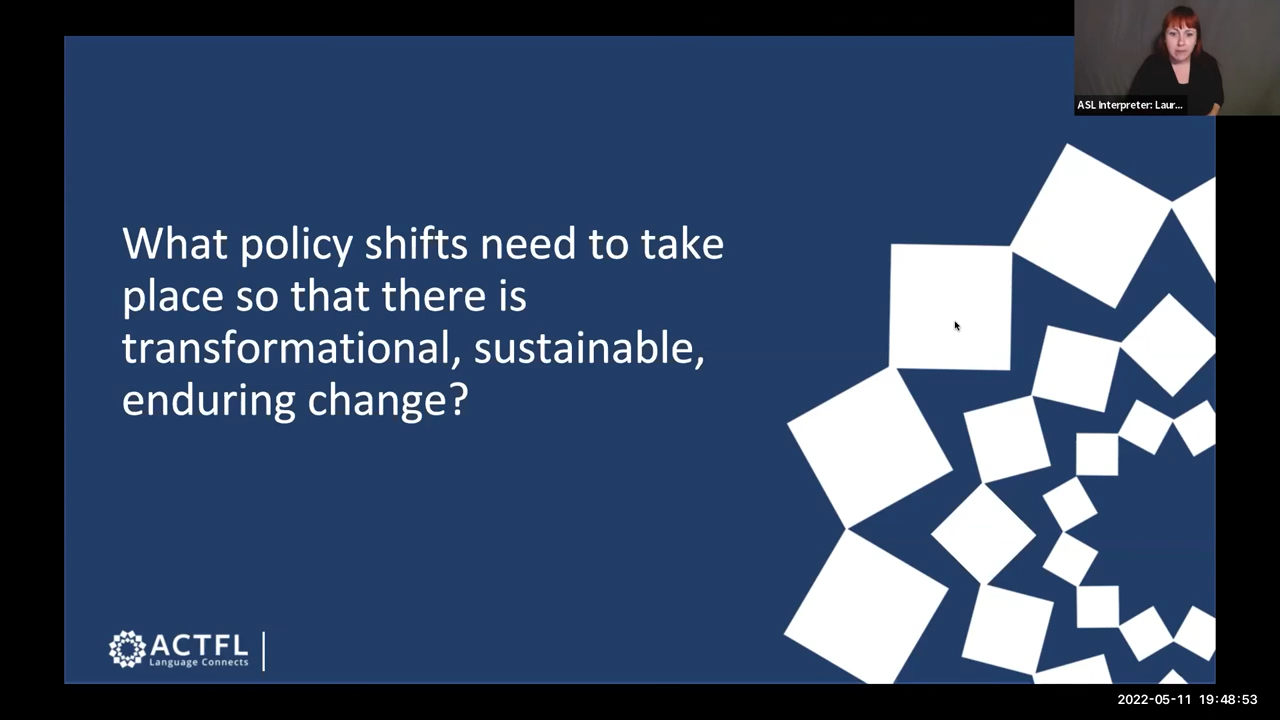 ASL Interpreter: Laur...
What policy shifts need to take
place so that there is
transformational, sustainable,
enduring change?
ACTFL
Language Connects
2022-05-11 19:48:53